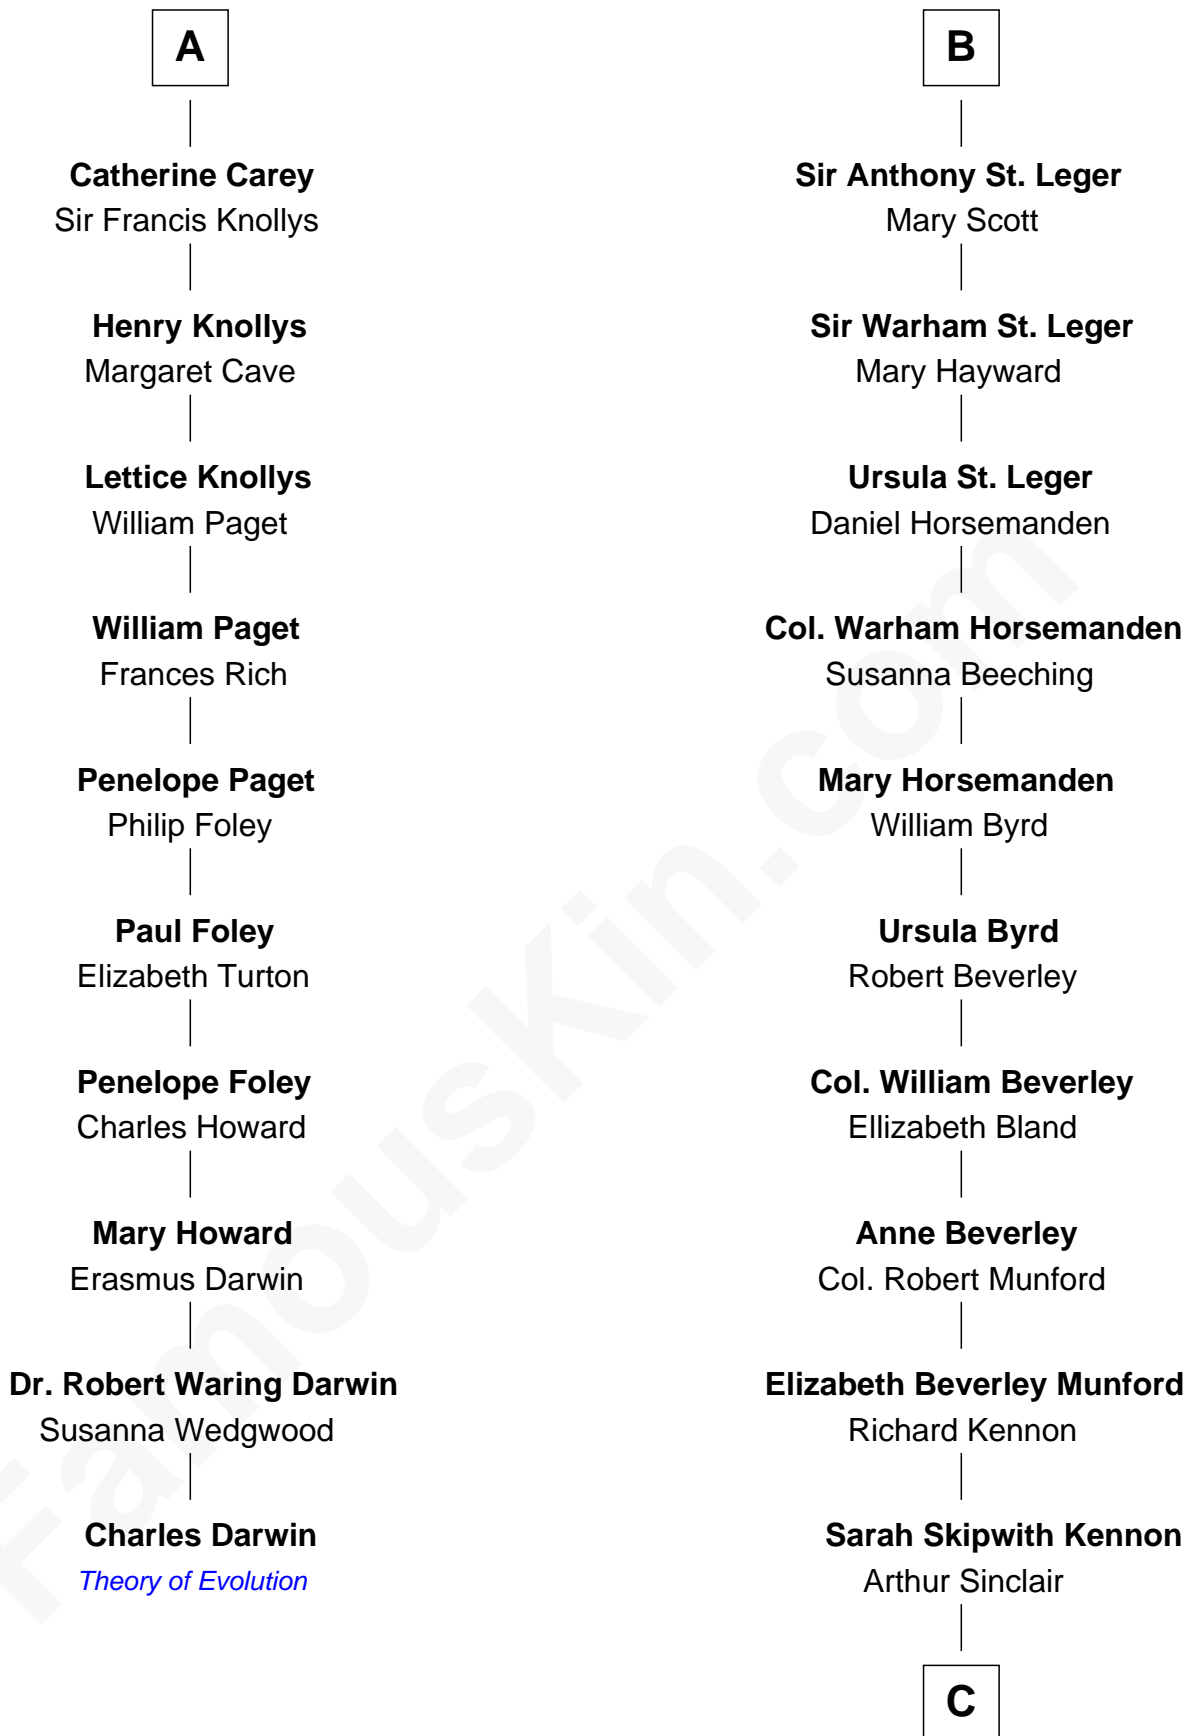 A
Catherine Carey
Sir Francis Knollys
Henry Knollys
Margaret Cave
Lettice Knollys
William Paget
William Paget
Frances Rich
Penelope Paget
Philip Foley
Paul Foley
Elizabeth Turton
Penelope Foley
Charles Howard
Mary Howard
Erasmus Darwin
Dr. Robert Waring Darwin
Susanna Wedgwood
Charles Darwin
Theory of Evolution
B
Sir Anthony St. Leger
Mary Scott
Sir Warham St. Leger
Mary Hayward
Ursula St. Leger
Daniel Horsemanden
Col. Warham Horsemanden
Susanna Beeching
Mary Horsemanden
William Byrd
Ursula Byrd
Robert Beverley
Col. William Beverley
Ellizabeth Bland
Anne Beverley
Col. Robert Munford
Elizabeth Beverley Munford
Richard Kennon
Sarah Skipwith Kennon
Arthur Sinclair
C
FamousKin.com